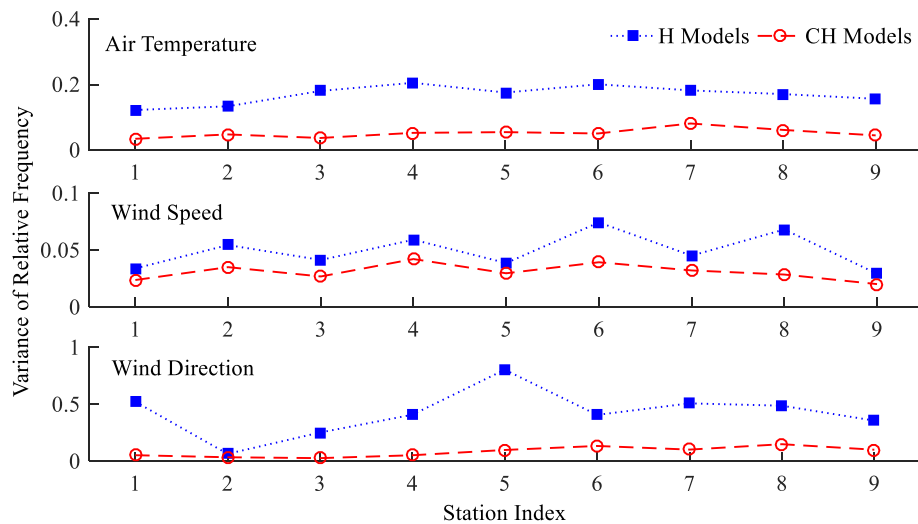 0.4
Air Temperature
H Models CH Models
0.2
0
1 2 3 4 5 6 7 8 9
0.1
Wind Speed
0.05
0
1 2 3 4 5 6 7 8 9
1
Wind Direction
0.5
0
1 2 3 4 5 6 7 8 9
Station Index
Variance of Relative Frequency